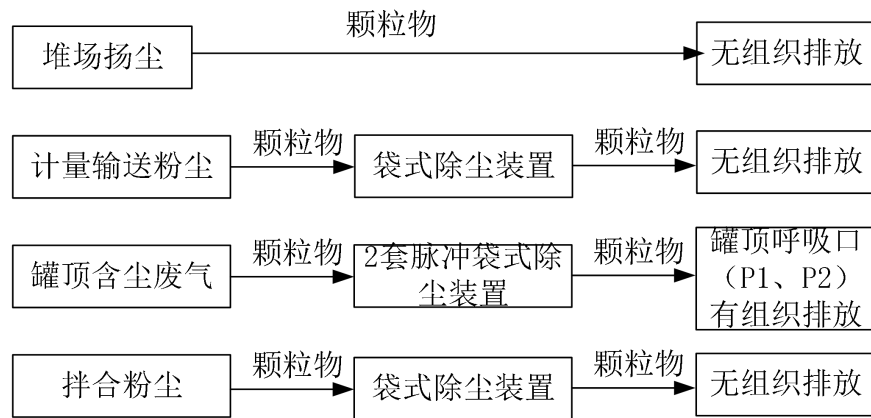 颗粒物
堆场扬尘
无组织排放
颗粒物
颗粒物
计量输送粉尘
袋式除尘装置
无组织排放
颗粒物
颗粒物
罐顶含尘废气
2套脉冲袋式除
尘装置
罐顶呼吸口
（P1、P2）
有组织排放
颗粒物
颗粒物
拌合粉尘
袋式除尘装置
无组织排放